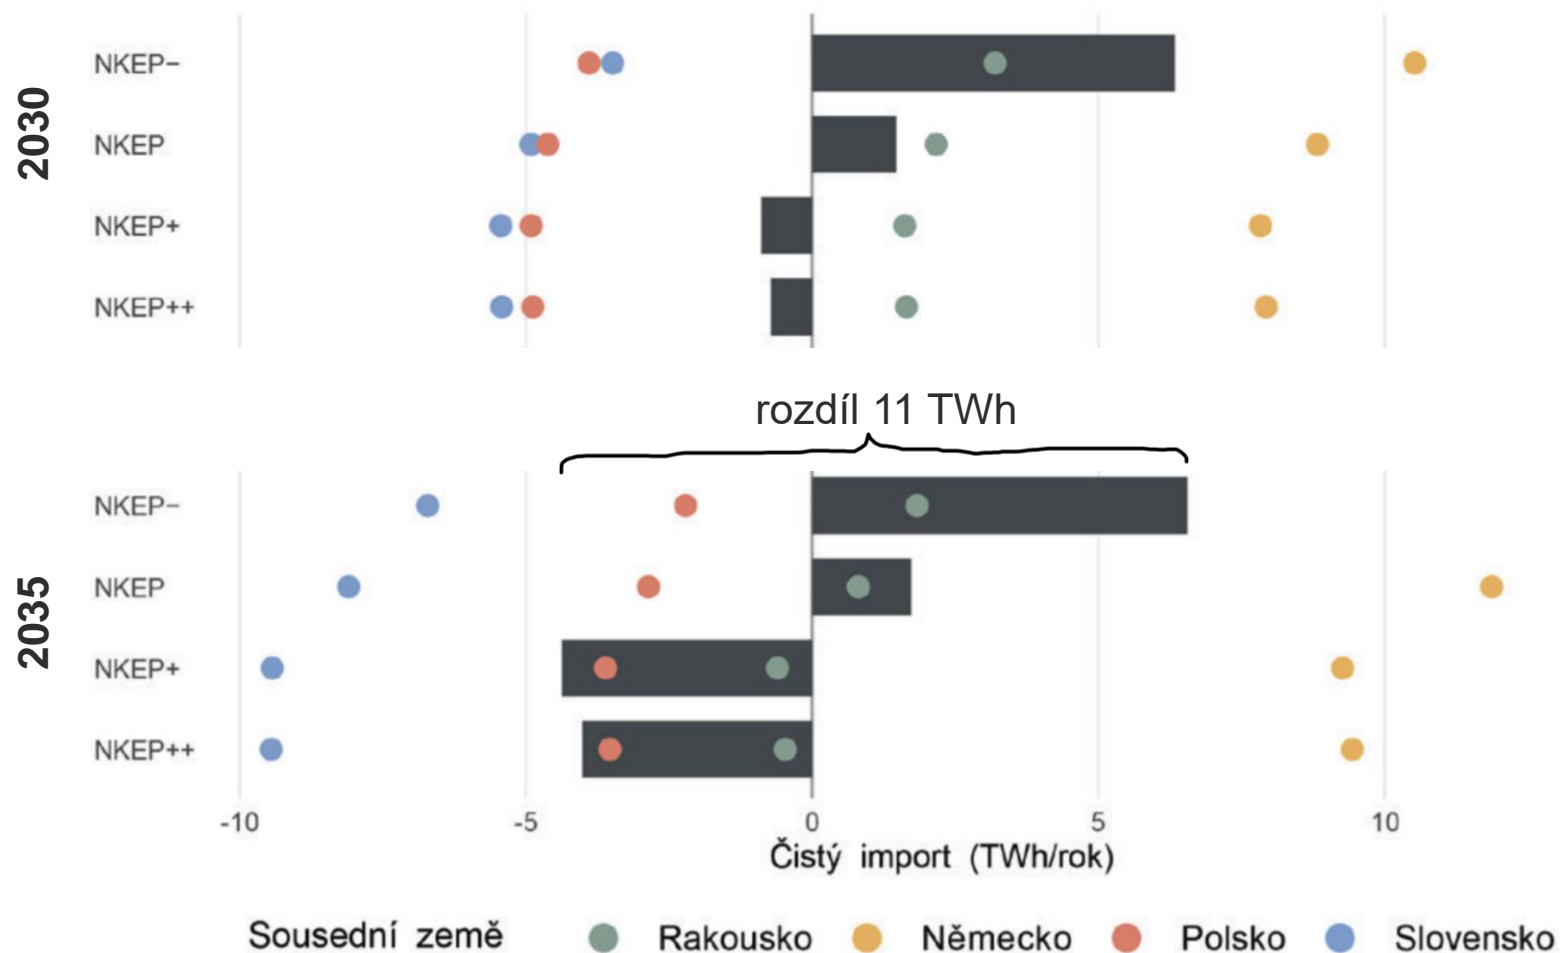 2030
NKEP−
NKEP
NKEP+
NKEP++
rozdíl 11 TWh
2035
NKEP−
NKEP
NKEP+
NKEP++
-10 -5 0 5 10
Čistý import (TWh/rok)
Sousední země Rakousko Německo Polsko Slovensko